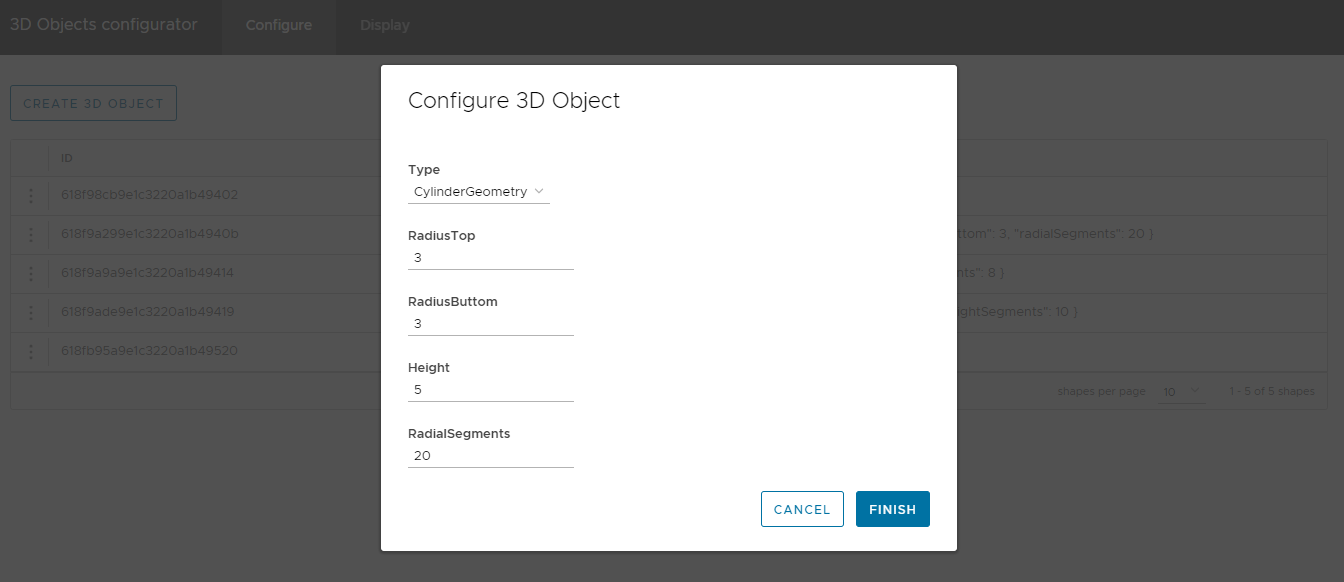 3D Objects configurator
Configure
Display
CREATE 3D OBJECT
Configure 3D Object
Type
CylinderGeometry
RadiusTop
3
RadiusButtom
3
Height
5
RadialSegments
20
CANCEL
FINISH
ID
618f98cb9e1c3220a1b49402
618f9a299e1c3220a1b4940b
ttom": 3, "radialSegments": 20 }
618f9a9a9e1c3220a1b49414
nts": 8 }
618f9ade9e1c3220a1b49419
ghtSegments": 10 }
618fb95a9e1c3220a1b49520
shapes per page
10
1 - 5 of 5 shapes